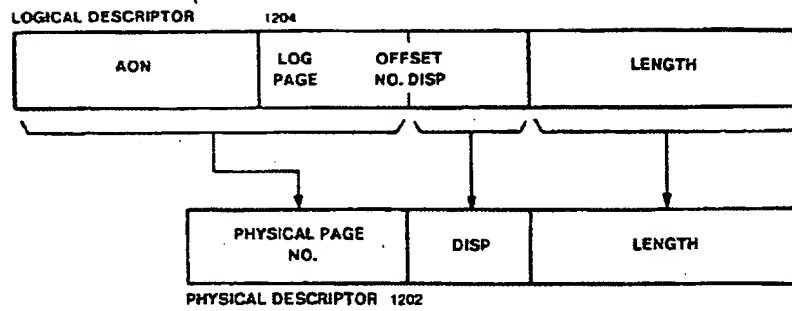 LOGICAL DESCRIPTOR 1204
AON
LOG OFFSET
PAGE NO. DISP
LENGTH
PHYSICAL PAGE
NO.
DISP
LENGTH
PHYSICAL DESCRIPTOR 1202